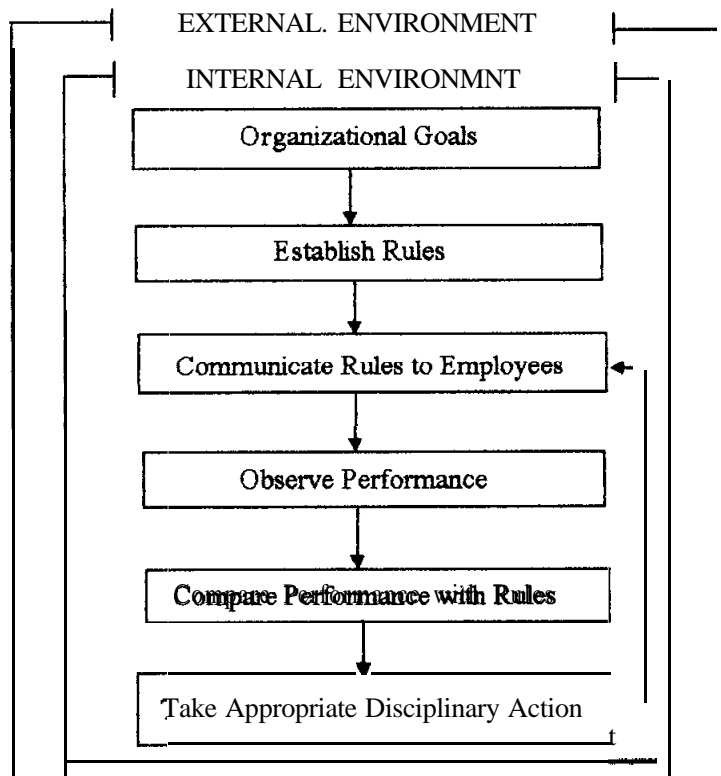 EXTERNAL. ENVIRONMENT
INTERNAL ENVIRONMNT
Organizational Goals
Establish Rules
Communicate Rules to Employees
Observe Performance
Compare Performance with Rules
Take Appropriate Disciplinary Action
t